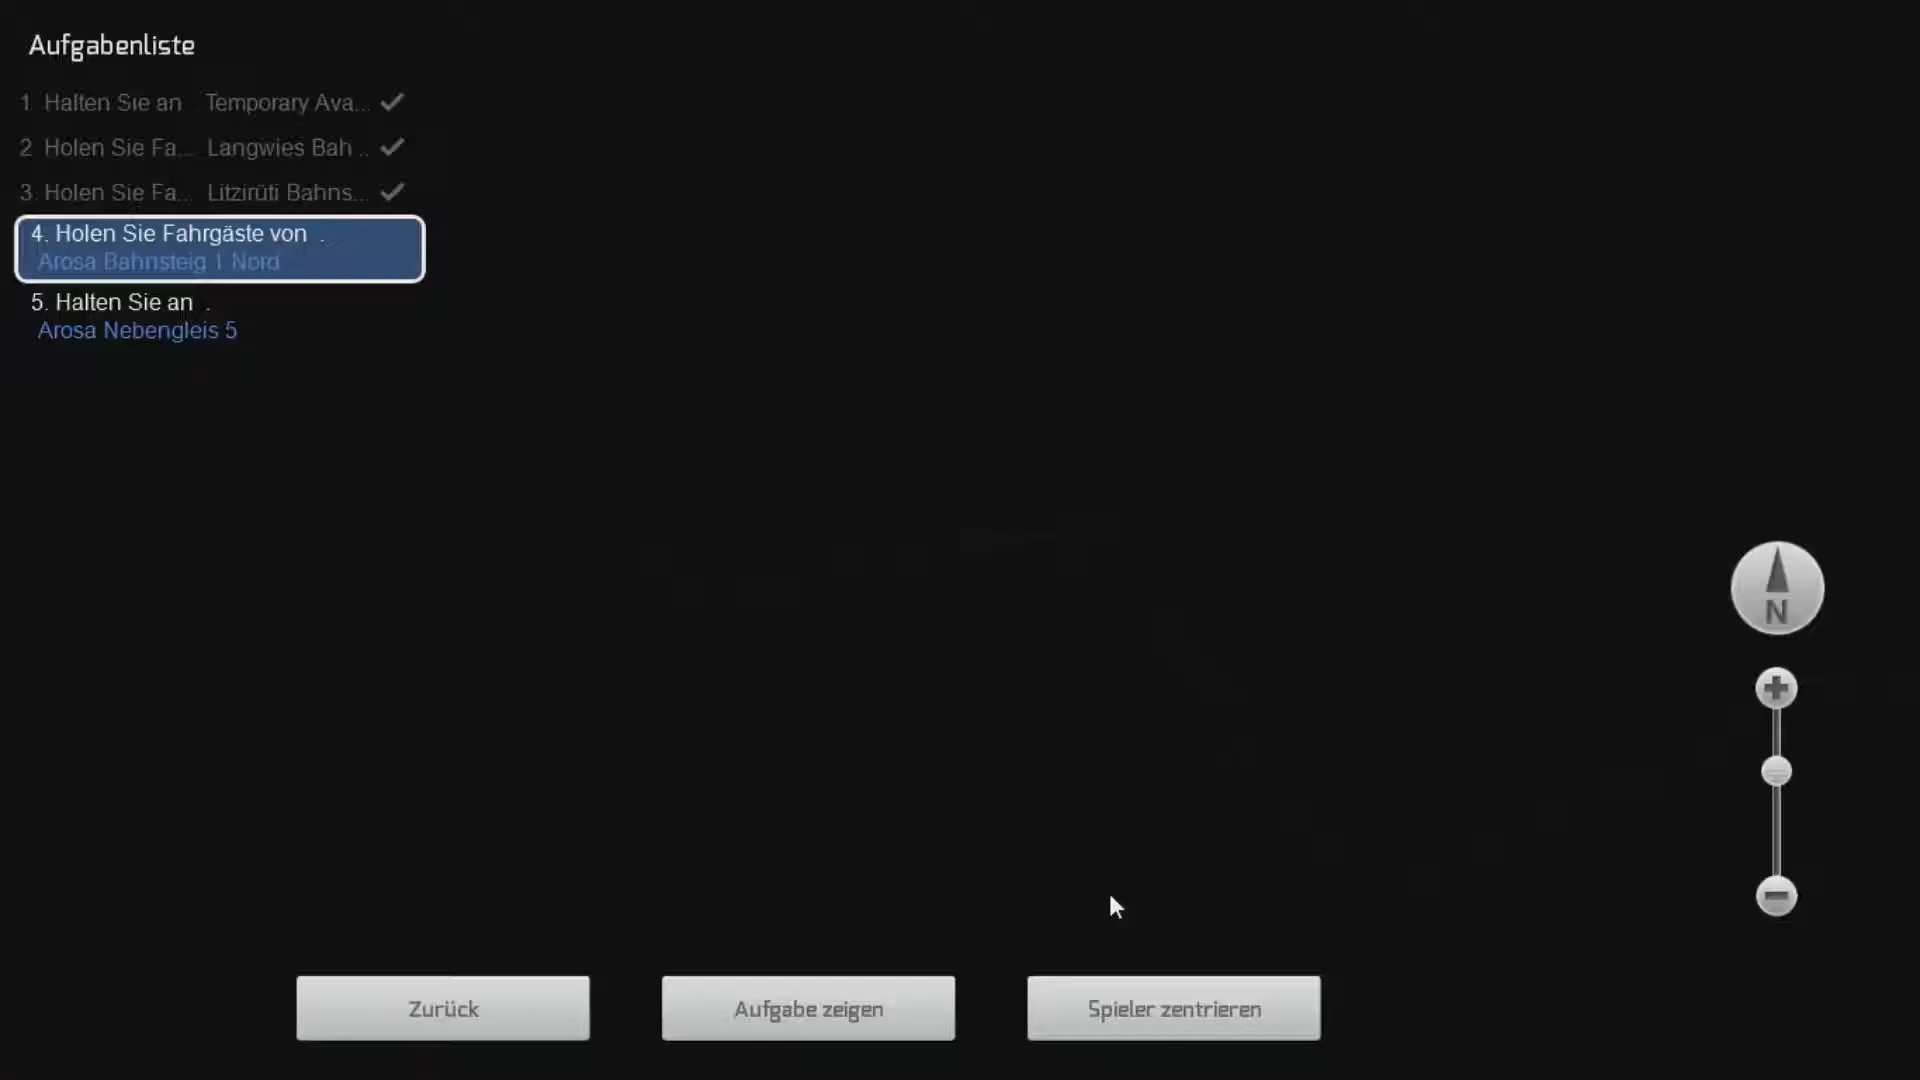 Aufgabenliste
1. Halten Sie an Temporary Ava...
2 Holen Sie Fa... Langwies Bah...
3. Holen Sie Fa... Litzirüti Bahns...
4. Holen Sie Fahrgäste von .
Arosa Bahnsteig 1 Nord
5. Halten Sie an .
Arosa Nebengleis 5
N
Zurück
Aufgabe zeigen
Spieler zentrieren